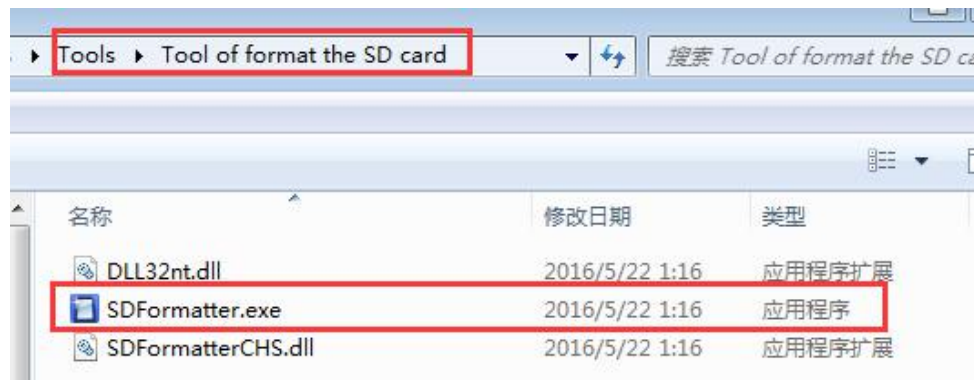 Tools Tool of format the SD card 搜索 Tool of format the SD
名称 修改日期 类型
DLL32nt.dll 2016/5/22 1:16 应用程序扩展
SDFormatter.exe 2016/5/22 1:16 应用程序
SDFormatterCHS.dll 2016/5/22 1:16 应用程序扩展